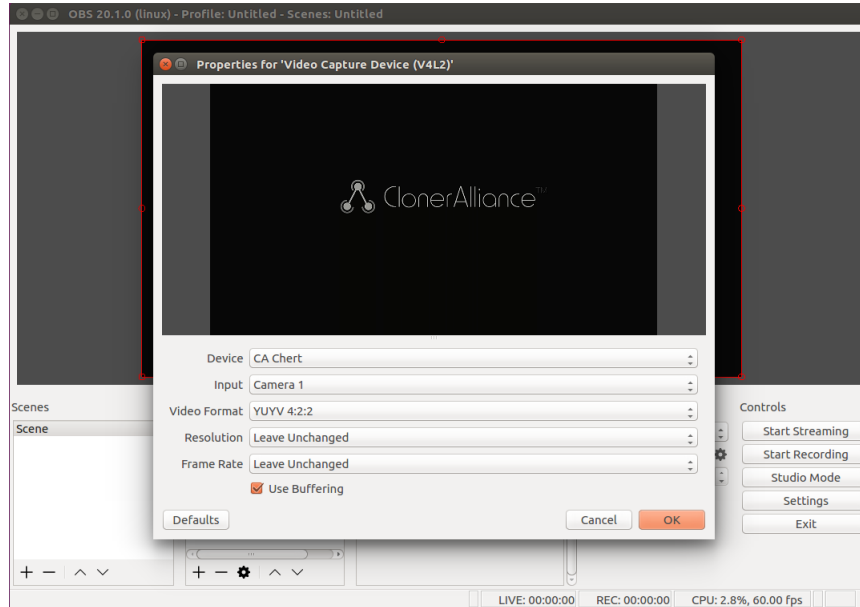 OBS 20.1.0 (linux) - Profile: Untitled - Scenes: Untitled
Properties for 'Video Capture Device (V4L2)'
ClonerAlliance™
Device CA Chert
Input Camera 1
Video Format YUYV 4:2:2
Resolution Leave Unchanged
Frame Rate Leave Unchanged
Use Buffering
Defaults Cancel OK
Scenes
Scene
Controls
Start Streaming
Start Recording
Studio Mode
Settings
Exit
LIVE: 00:00:00 REC: 00:00:00 CPU: 2.8%, 60.00 fps